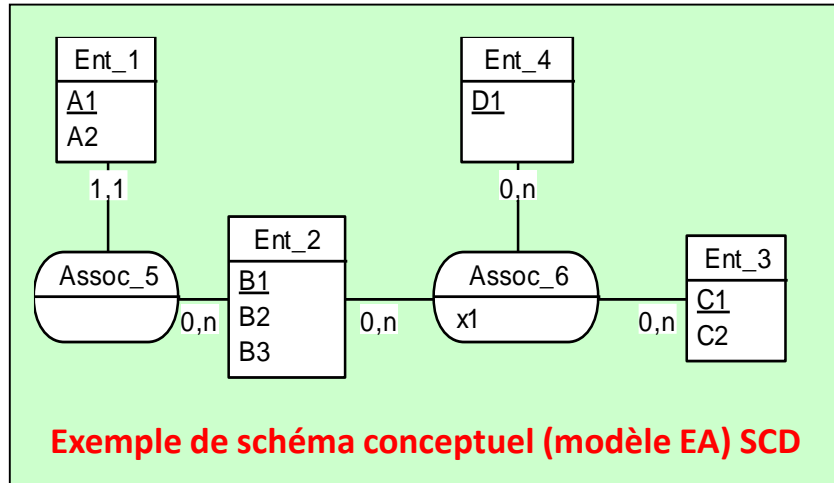 Ent_1
A1
A2
1,1
Ent_4
D1
0,n
Assoc_5
0,n
Ent_2
B1
B2
B3
0,n
Assoc_6
x1
0,n
Ent_3
C1
C2
Exemple de schéma conceptuel (modèle EA) SCD